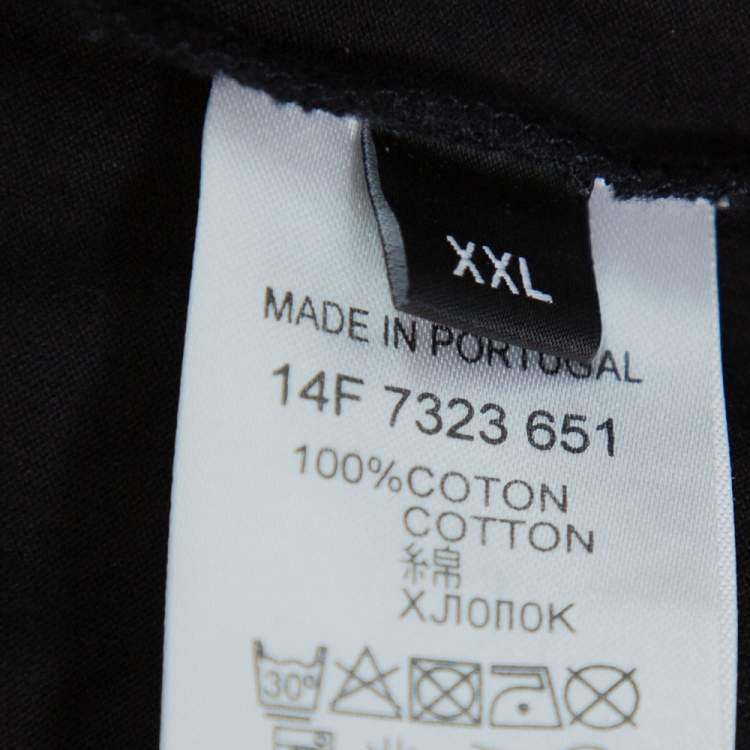 XXL
MADE IN PORTUGAL
14F 7323 651
100%COTON
COTTON
綿
ХЛОПОК
30°